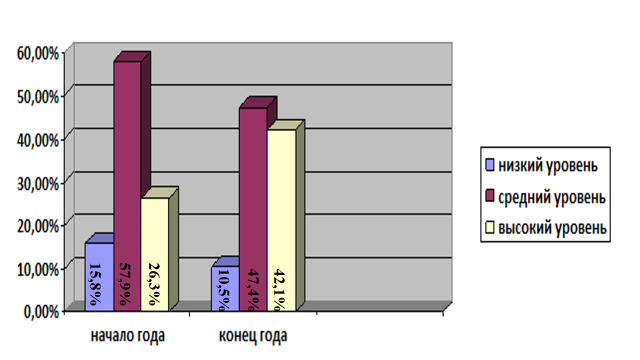 60,00%
50,00%
40,00%
30,00%
20,00%
10,00%
0,00%
15,8%
57,9%
26,3%
10,5%
47,4%
42,1%
начало года
конец года
низкий уровень
средний уровень
высокий уровень